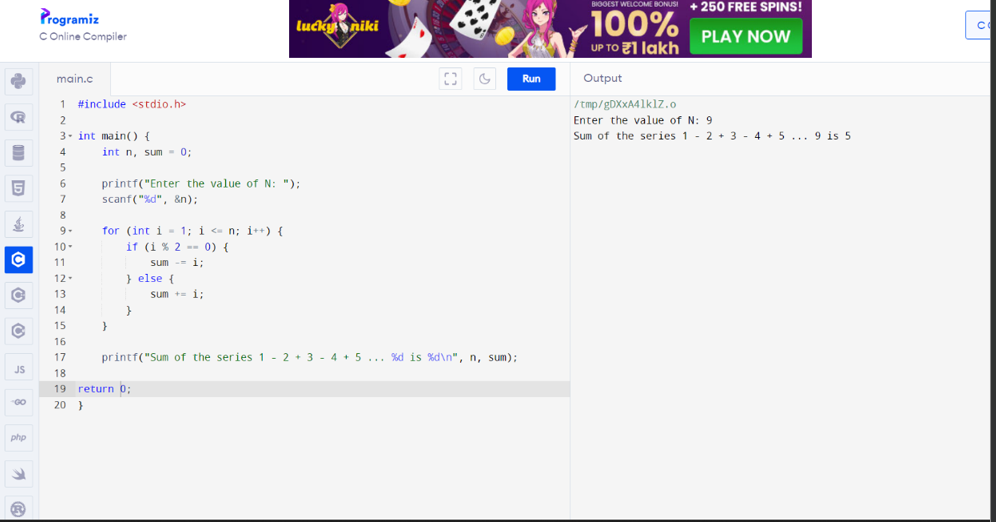 Programiz
C Online Compiler
lucky niki
BIGGEST WELCOME BONUS!
100%
UP TO ₹1 lakh
+ 250 FREE SPINS!
PLAY NOW
main.c
Run
Output
1 #include <stdio.h>
2
3 int main() {
4 int n, sum = 0;
5
6 printf("Enter the value of N: ");
7 scanf("%d", &n);
8
9 for (int i = 1; i <= n; i++) {
10 if (i % 2 == 0) {
11 sum -= i;
12 } else {
13 sum += i;
14 }
15 }
16
17 printf("Sum of the series 1 - 2 + 3 - 4 + 5 ... %d is %d\n", n, sum);
18
19 return 0;
20 }
/tmp/gDXxA4lklZ.o
Enter the value of N: 9
Sum of the series 1 - 2 + 3 - 4 + 5 ... 9 is 5
JS
GO
php